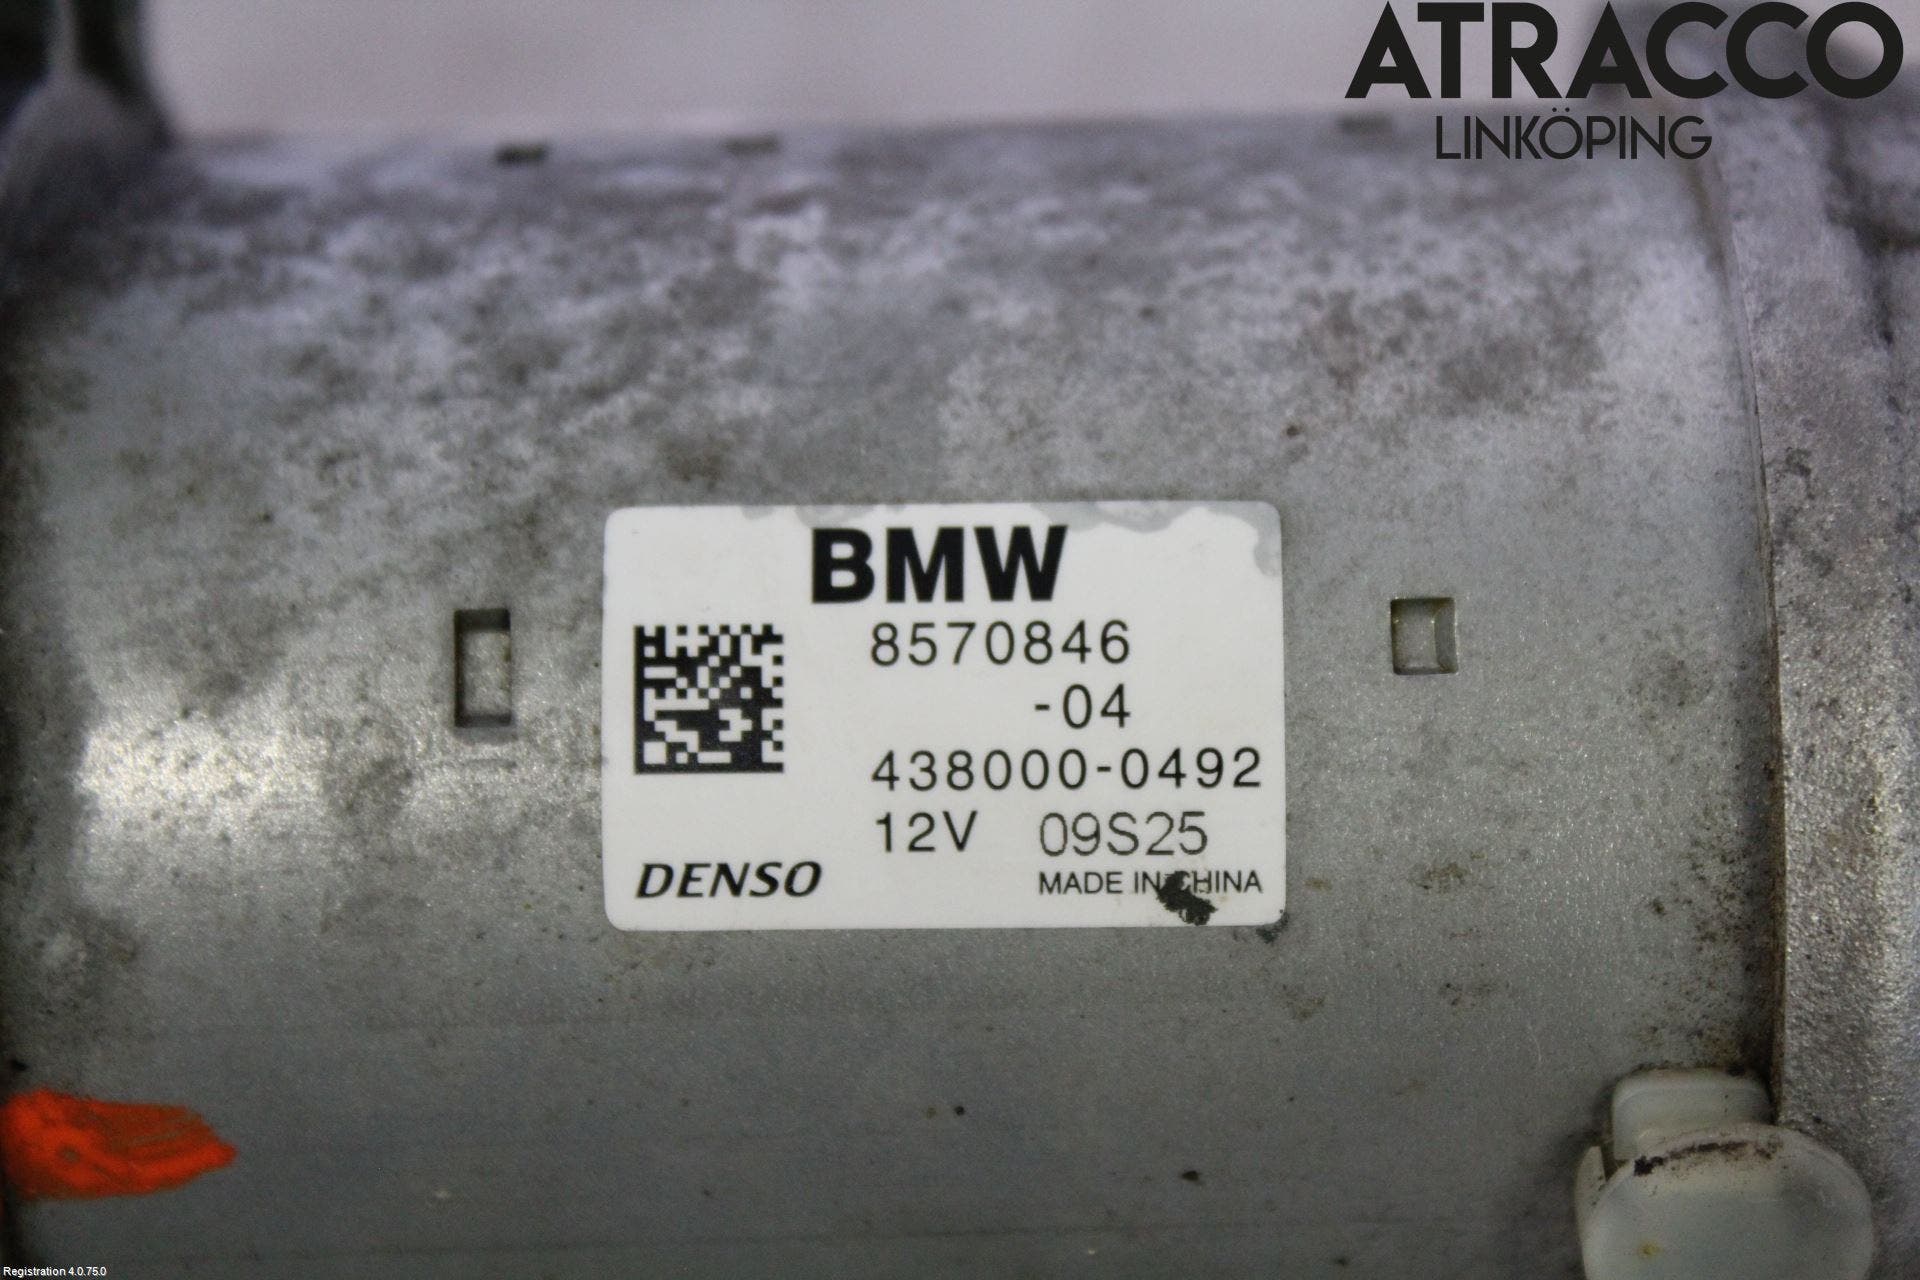 ATRACCO
LINKÖPING
BMW
8570846
-04
438000-0492
12V 09S25
DENSO MADE IN CHINA
Registration 4.0.75.0